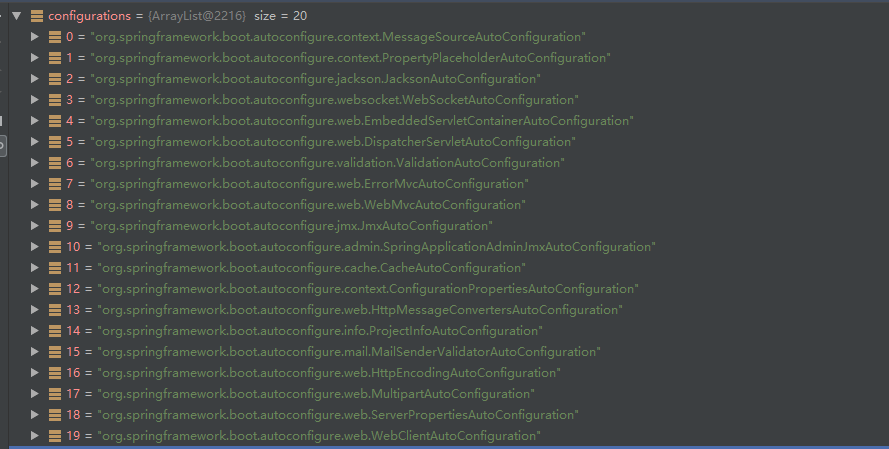 configurations = {ArrayList@2216} size = 20
0 = "org.springframework.boot.autoconfigure.context.MessageSourceAutoConfiguration"
1 = "org.springframework.boot.autoconfigure.context.PropertyPlaceholderAutoConfiguration"
2 = "org.springframework.boot.autoconfigure.jackson.JacksonAutoConfiguration"
3 = "org.springframework.boot.autoconfigure.websocket.WebSocketAutoConfiguration"
4 = "org.springframework.boot.autoconfigure.web.EmbeddedServletContainerAutoConfiguration"
5 = "org.springframework.boot.autoconfigure.web.DispatcherServletAutoConfiguration"
6 = "org.springframework.boot.autoconfigure.validation.ValidationAutoConfiguration"
7 = "org.springframework.boot.autoconfigure.web.ErrorMvcAutoConfiguration"
8 = "org.springframework.boot.autoconfigure.web.WebMvcAutoConfiguration"
9 = "org.springframework.boot.autoconfigure.jmx.JmxAutoConfiguration"
10 = "org.springframework.boot.autoconfigure.admin.SpringApplicationAdminJmxAutoConfiguration"
11 = "org.springframework.boot.autoconfigure.cache.CacheAutoConfiguration"
12 = "org.springframework.boot.autoconfigure.context.ConfigurationPropertiesAutoConfiguration"
13 = "org.springframework.boot.autoconfigure.web.HttpMessageConvertersAutoConfiguration"
14 = "org.springframework.boot.autoconfigure.info.ProjectInfoAutoConfiguration"
15 = "org.springframework.boot.autoconfigure.mail.MailSenderValidatorAutoConfiguration"
16 = "org.springframework.boot.autoconfigure.web.HttpEncodingAutoConfiguration"
17 = "org.springframework.boot.autoconfigure.web.MultipartAutoConfiguration"
18 = "org.springframework.boot.autoconfigure.web.ServerPropertiesAutoConfiguration"
19 = "org.springframework.boot.autoconfigure.web.WebClientAutoConfiguration"